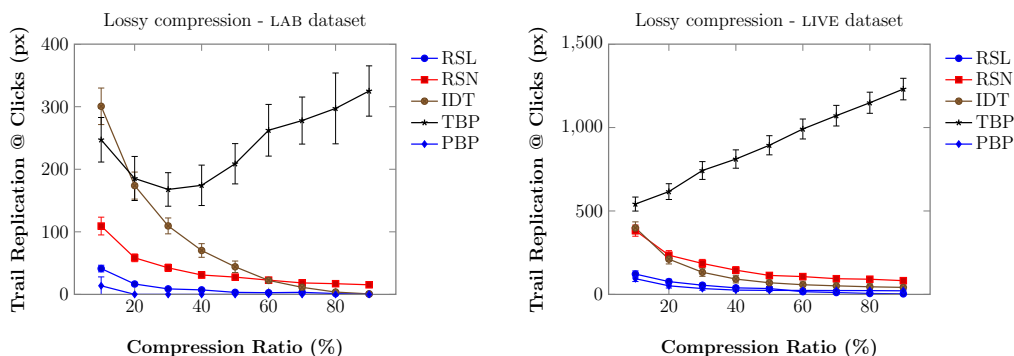 Lossy compression - LAB dataset
Trail Replication @ Clicks (px)
400
300
200
100
0
20
40
60
80
Compression Ratio (%)
RSL
RSN
IDT
TBP
PBP
Lossy compression - LIVE dataset
Trail Replication @ Clicks (px)
1,500
1,000
500
0
20
40
60
80
Compression Ratio (%)
RSL
RSN
IDT
TBP
PBP